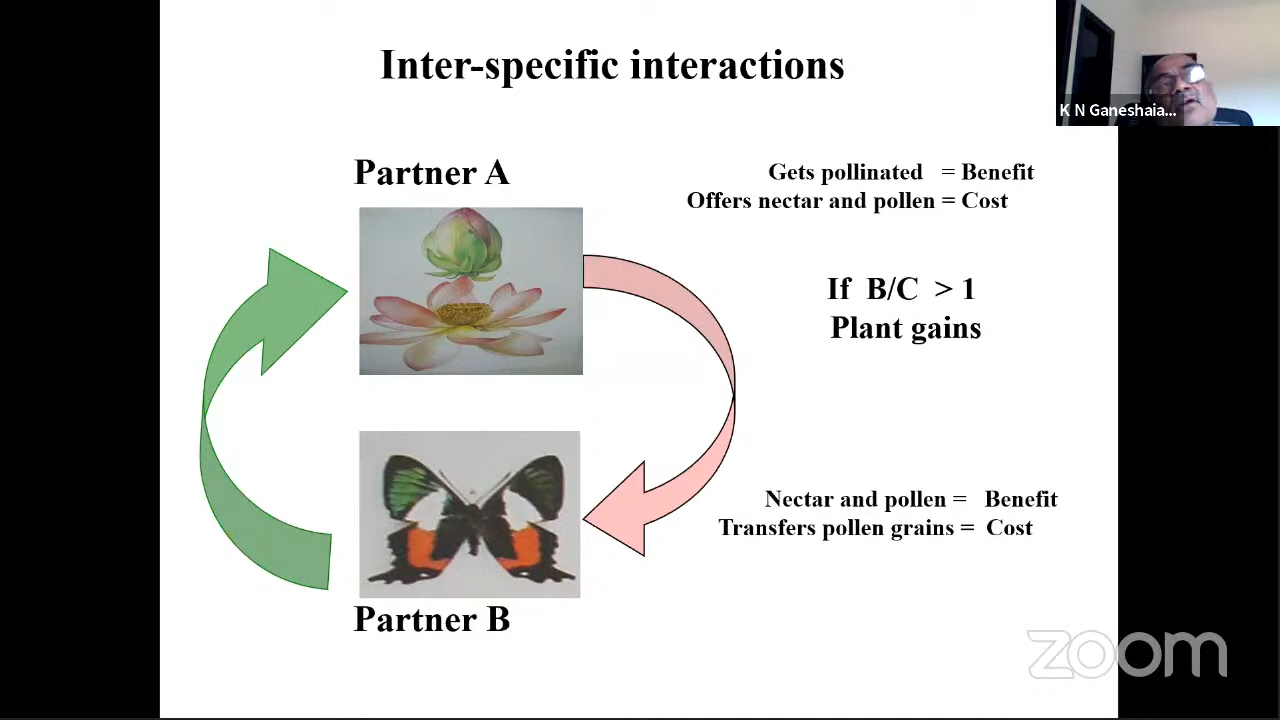 Inter-specific interactions
K N Ganeshaia...
Partner A
Gets pollinated = Benefit
Offers nectar and pollen = Cost
If B/C > 1
Plant gains
Nectar and pollen = Benefit
Transfers pollen grains = Cost
Partner B
zoom